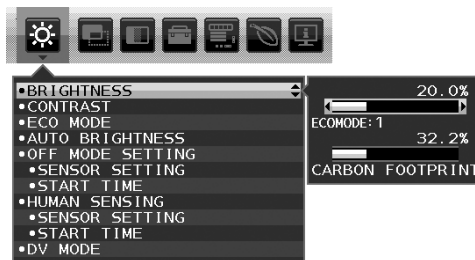 •BRIGHTNESS
•CONTRAST
•ECO MODE
•AUTO BRIGHTNESS
•OFF MODE SETTING
•SENSOR SETTING
•START TIME
•HUMAN SENSING
•SENSOR SETTING
•START TIME
•DV MODE
20.0%
ECOMODE:1
32.2%
CARBON FOOTPRINT